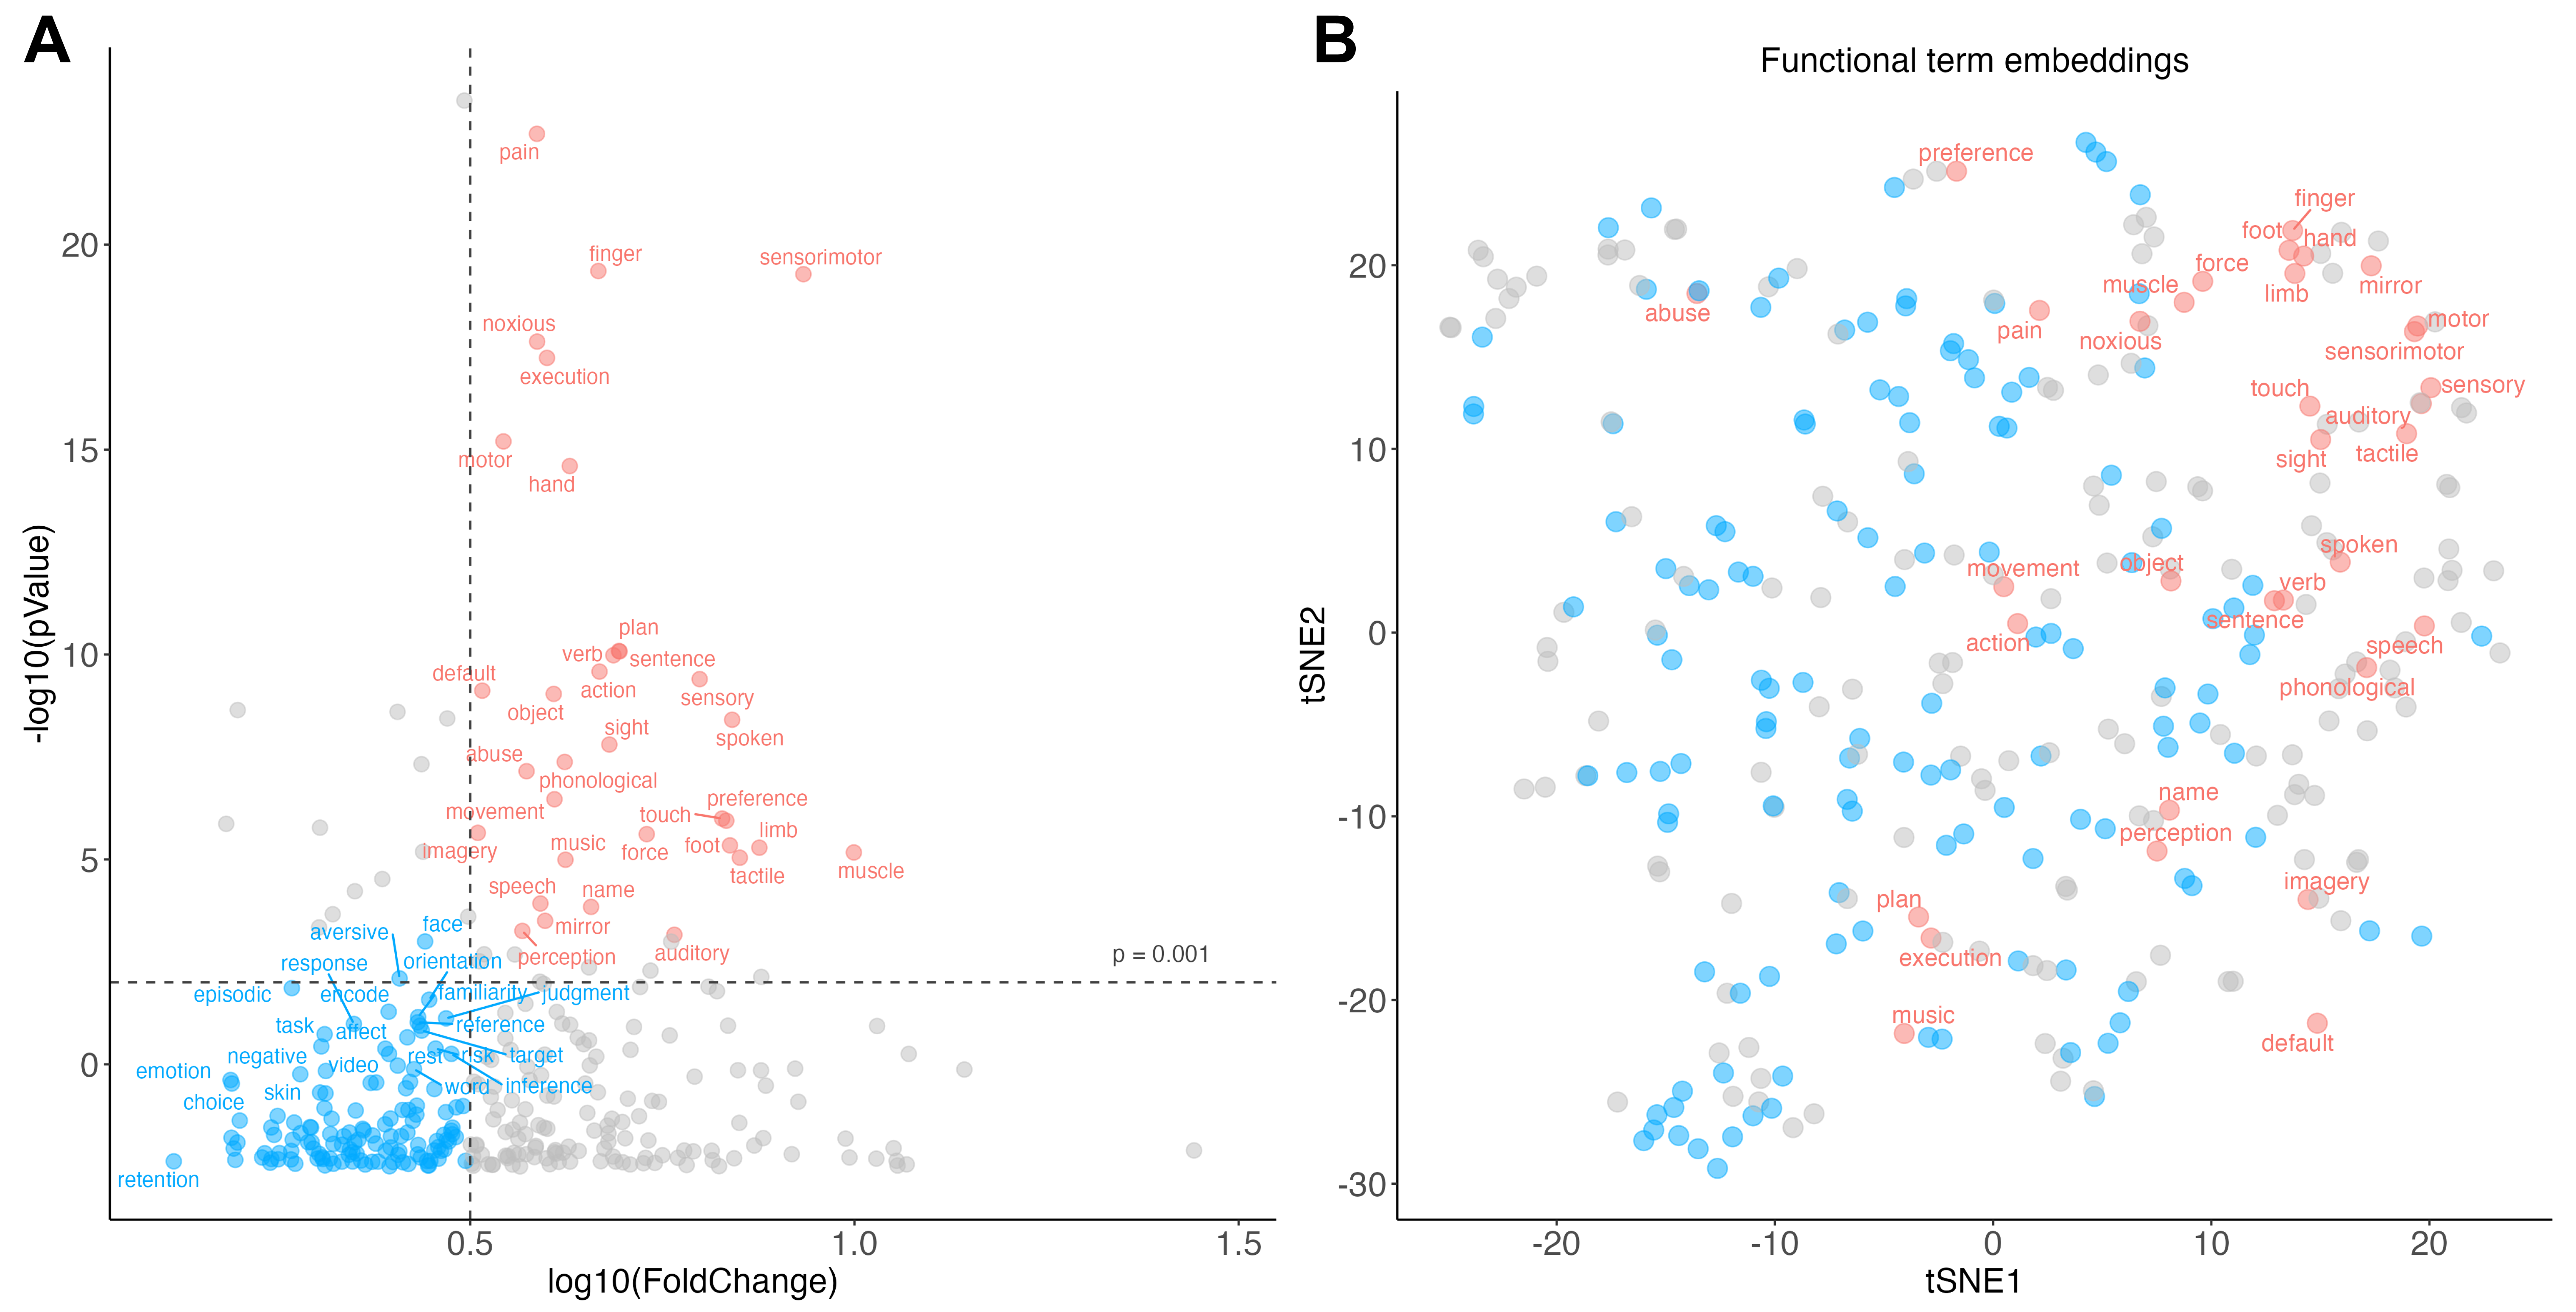 A
B
Functional term embeddings
-log10(pValue)
20
15
10
5
0
pain
finger
sensorimotor
noxious
execution
motor
hand
plan
verb
sentence
default
action
sensory
object
sight
spoken
abuse
phonological
movement
preference
touch
limb
imagery
music
force
foot
tactile
muscle
speech
name
mirror
perception
auditory
p = 0.001
face
aversive
response
orientation
episodic
encode
familiarity
judgment
task
affect
reference
negative
video
rest
risk
target
emotion
skin
word
inference
choice
retention
0.5
1.0
1.5
log10(FoldChange)
tSNE2
20
10
0
-10
-20
-30
preference
finger
foot
hand
force
muscle
limb
mirror
abuse
pain
noxious
motor
sensorimotor
touch
sensory
auditory
sight
tactile
spoken
movement
object
verb
sentence
action
speech
phonological
name
perception
imagery
plan
execution
music
default
-20
-10
0
10
20
tSNE1